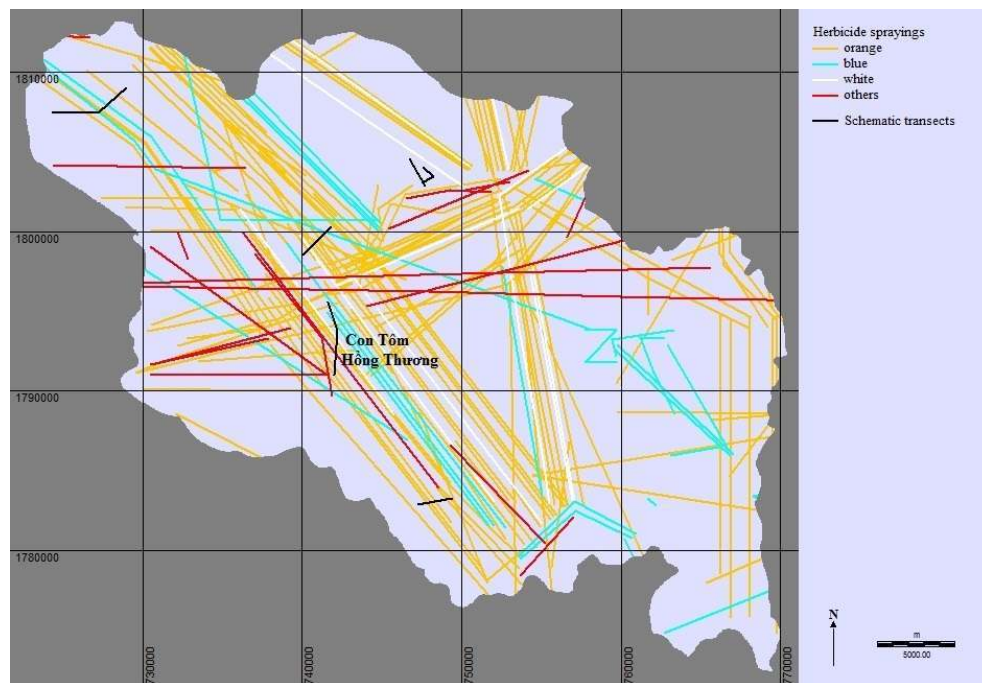 Herbicide sprayings
orange
blue
white
others
Schematic transects
1810000
1800000
Con Tôm
Hồng Thương
1790000
1780000
730000
740000
750000
760000
770000
N
m
5000.00